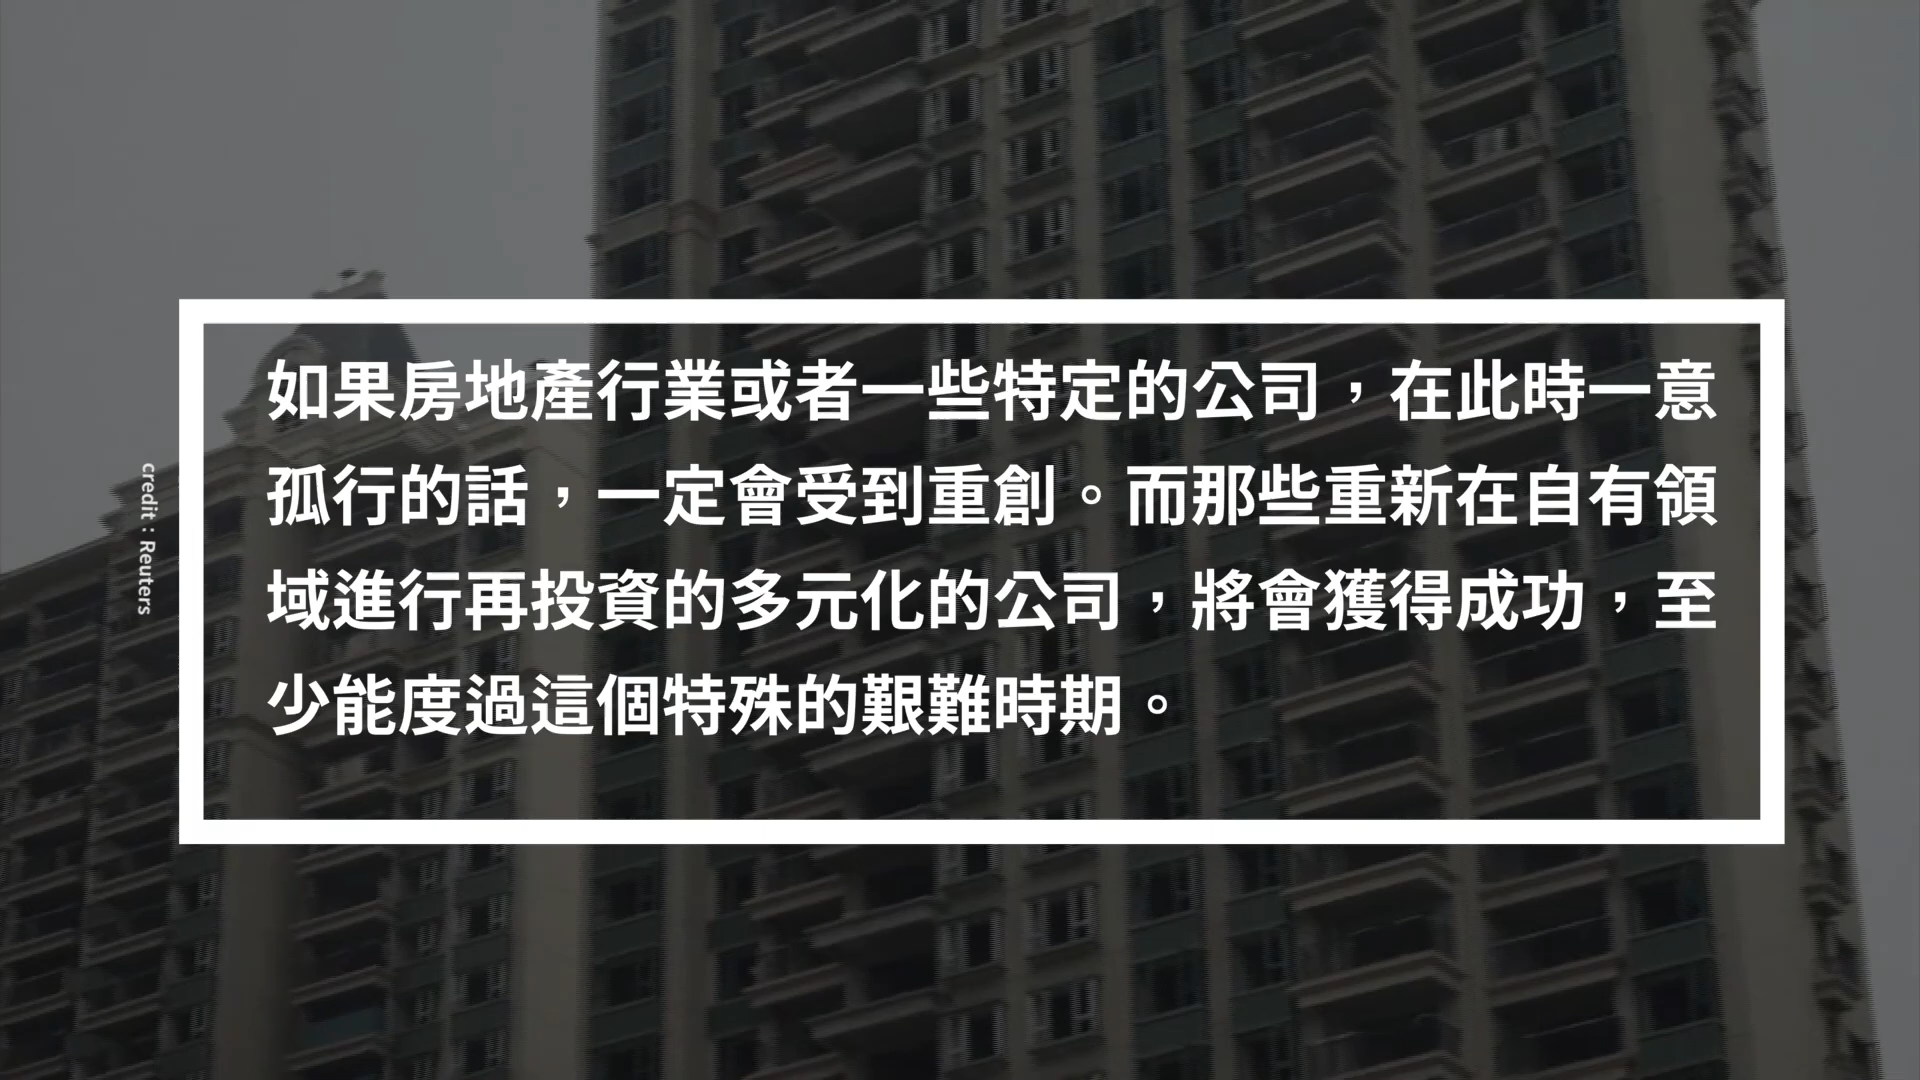 如果房地產行業或者一些特定的公司，在此時一意
孤行的話，一定會受到重創。而那些重新在自有領
域進行再投資的多元化的公司，將會獲得成功，至
少能度過這個特殊的艱難時期。
credit：Reuters